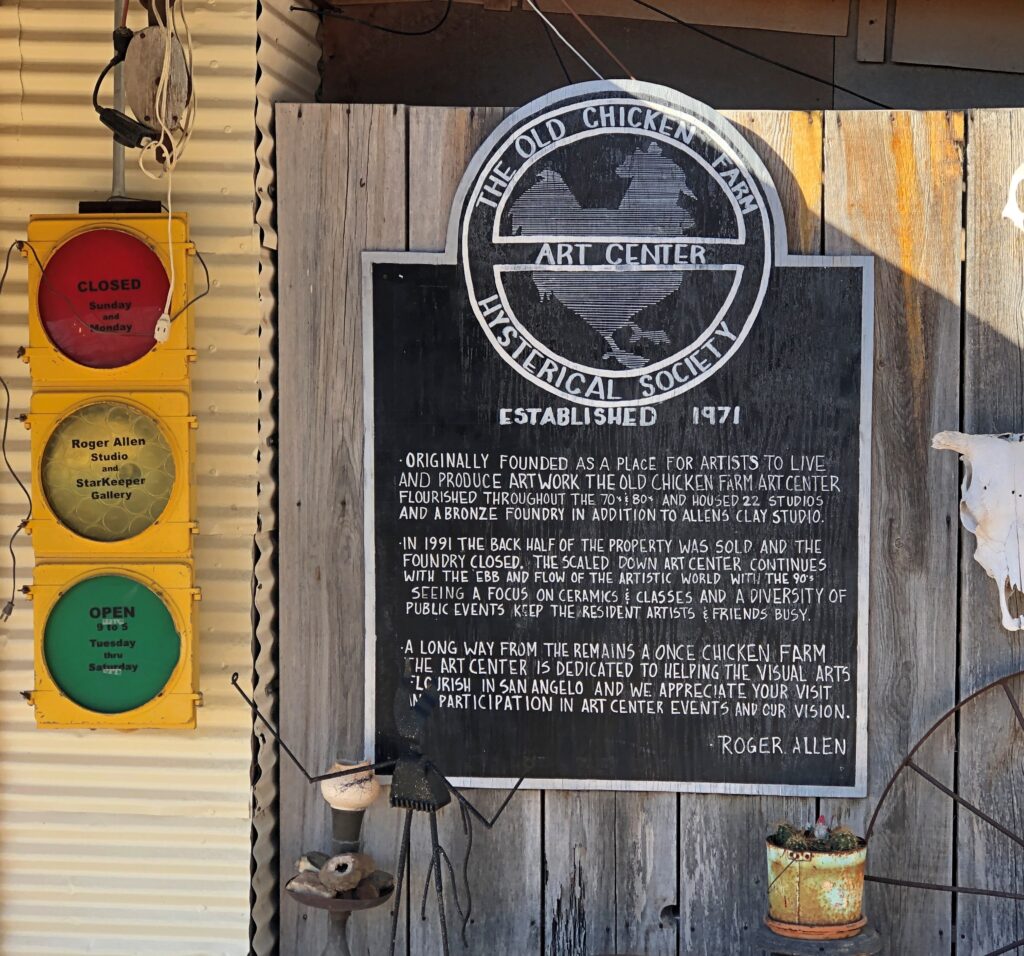 CLOSED
Sunday
and
Monday
Roger Allen
Studio
and
StarKeeper
Gallery
OPEN
9 to 5
Tuesday
thru
Saturday
THE OLD CHICKEN FARM
ART CENTER
HYSTERICAL SOCIETY
ESTABLISHED 1971
· ORIGINALLY FOUNDED AS A PLACE FOR ARTISTS TO LIVE
AND PRODUCE ARTWORK THE OLD CHICKEN FARM ART CENTER
FLOURISHED THROUGHOUT THE 70's & 80's AND HOUSED 22 STUDIOS
AND A BRONZE FOUNDRY IN ADDITION TO ALLENS CLAY STUDIO.
· IN 1991 THE BACK HALF OF THE PROPERTY WAS SOLD AND THE
FOUNDRY CLOSED. THE SCALED DOWN ART CENTER CONTINUES
WITH THE EBB AND FLOW OF THE ARTISTIC WORLD WITH THE 90's
SEEING A FOCUS ON CERAMICS & CLASSES AND A DIVERSITY OF
PUBLIC EVENTS KEEP THE RESIDENT ARTISTS & FRIENDS BUSY.
· A LONG WAY FROM THE REMAINS A ONCE CHICKEN FARM
THE ART CENTER IS DEDICATED TO HELPING THE VISUAL ARTS
FLOURISH IN SAN ANGELO AND WE APPRECIATE YOUR VISIT
AND PARTICIPATION IN ART CENTER EVENTS AND OUR VISION.
· ROGER ALLEN